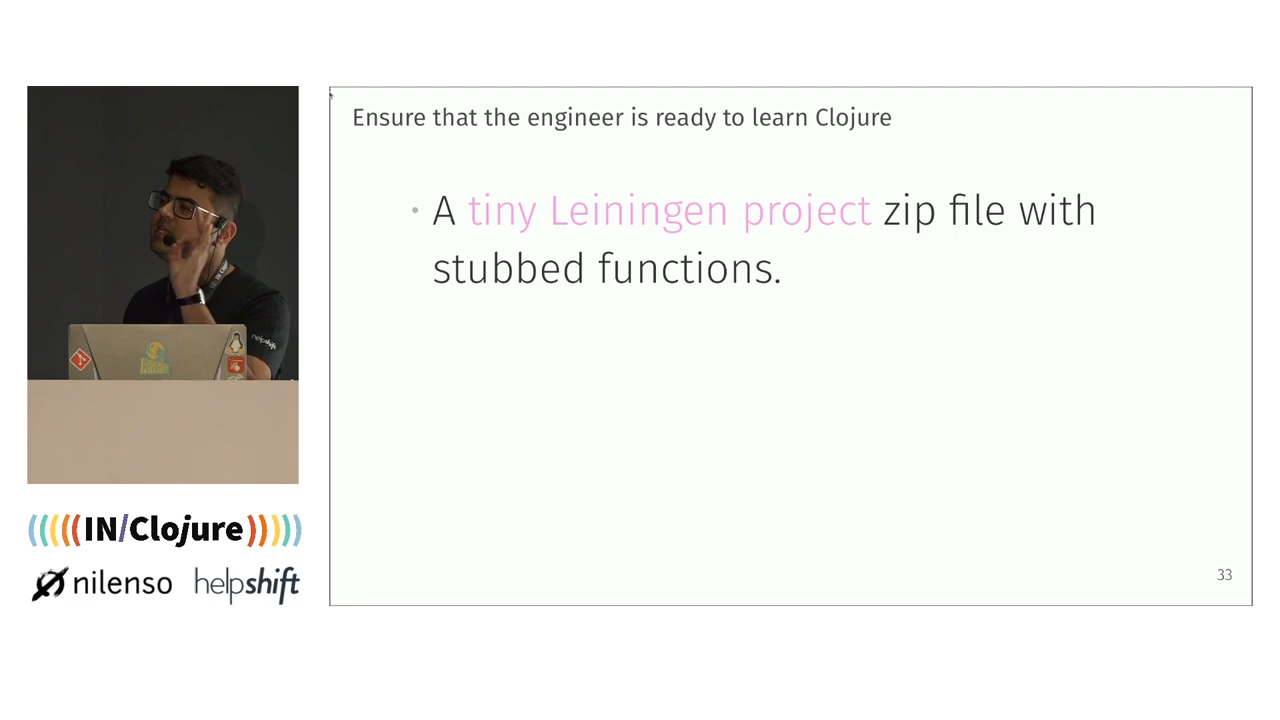 Ensure that the engineer is ready to learn Clojure
• A tiny Leiningen project zip file with
stubbed functions.
33
helpshift
(((((IN/Clojure)))))
nilenso helpshift